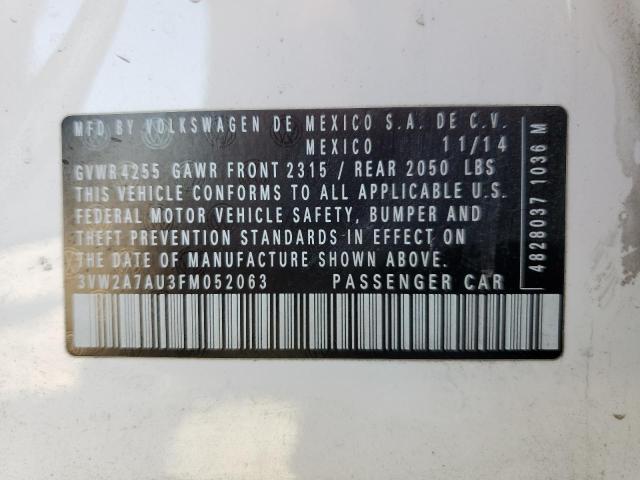 MFD BY VOLKSWAGEN DE MEXICO S.A. DE C.V.
MEXICO 11/14
GVWR 4255 GAWR FRONT 2315 / REAR 2050 LBS
THIS VEHICLE CONFORMS TO ALL APPLICABLE U.S.
FEDERAL MOTOR VEHICLE SAFETY, BUMPER AND
THEFT PREVENTION STANDARDS IN EFFECT ON
THE DATE OF MANUFACTURE SHOWN ABOVE.
3VW2A7AU3FM052063 PASSENGER CAR
4828037 1036 M